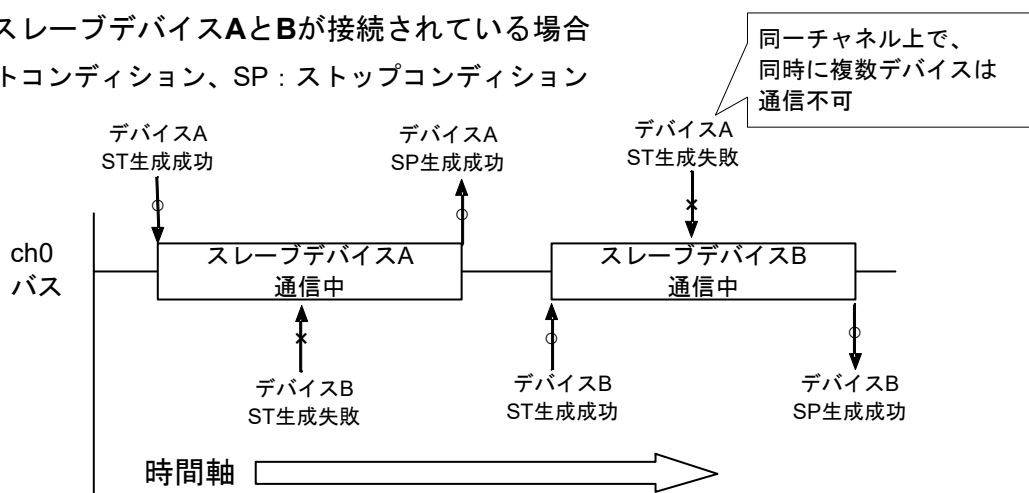 スレーブデバイスAとBが接続されている場合
トコンディション、SP：ストップコンディション
同一チャネル上で、
同時に複数デバイスは
通信不可
デバイスA
ST生成成功
デバイスA
SP生成成功
デバイスA
ST生成失敗
ch0
バス
スレーブデバイスA
通信中
スレーブデバイスB
通信中
デバイスB
ST生成失敗
デバイスB
ST生成成功
デバイスB
SP生成成功
時間軸